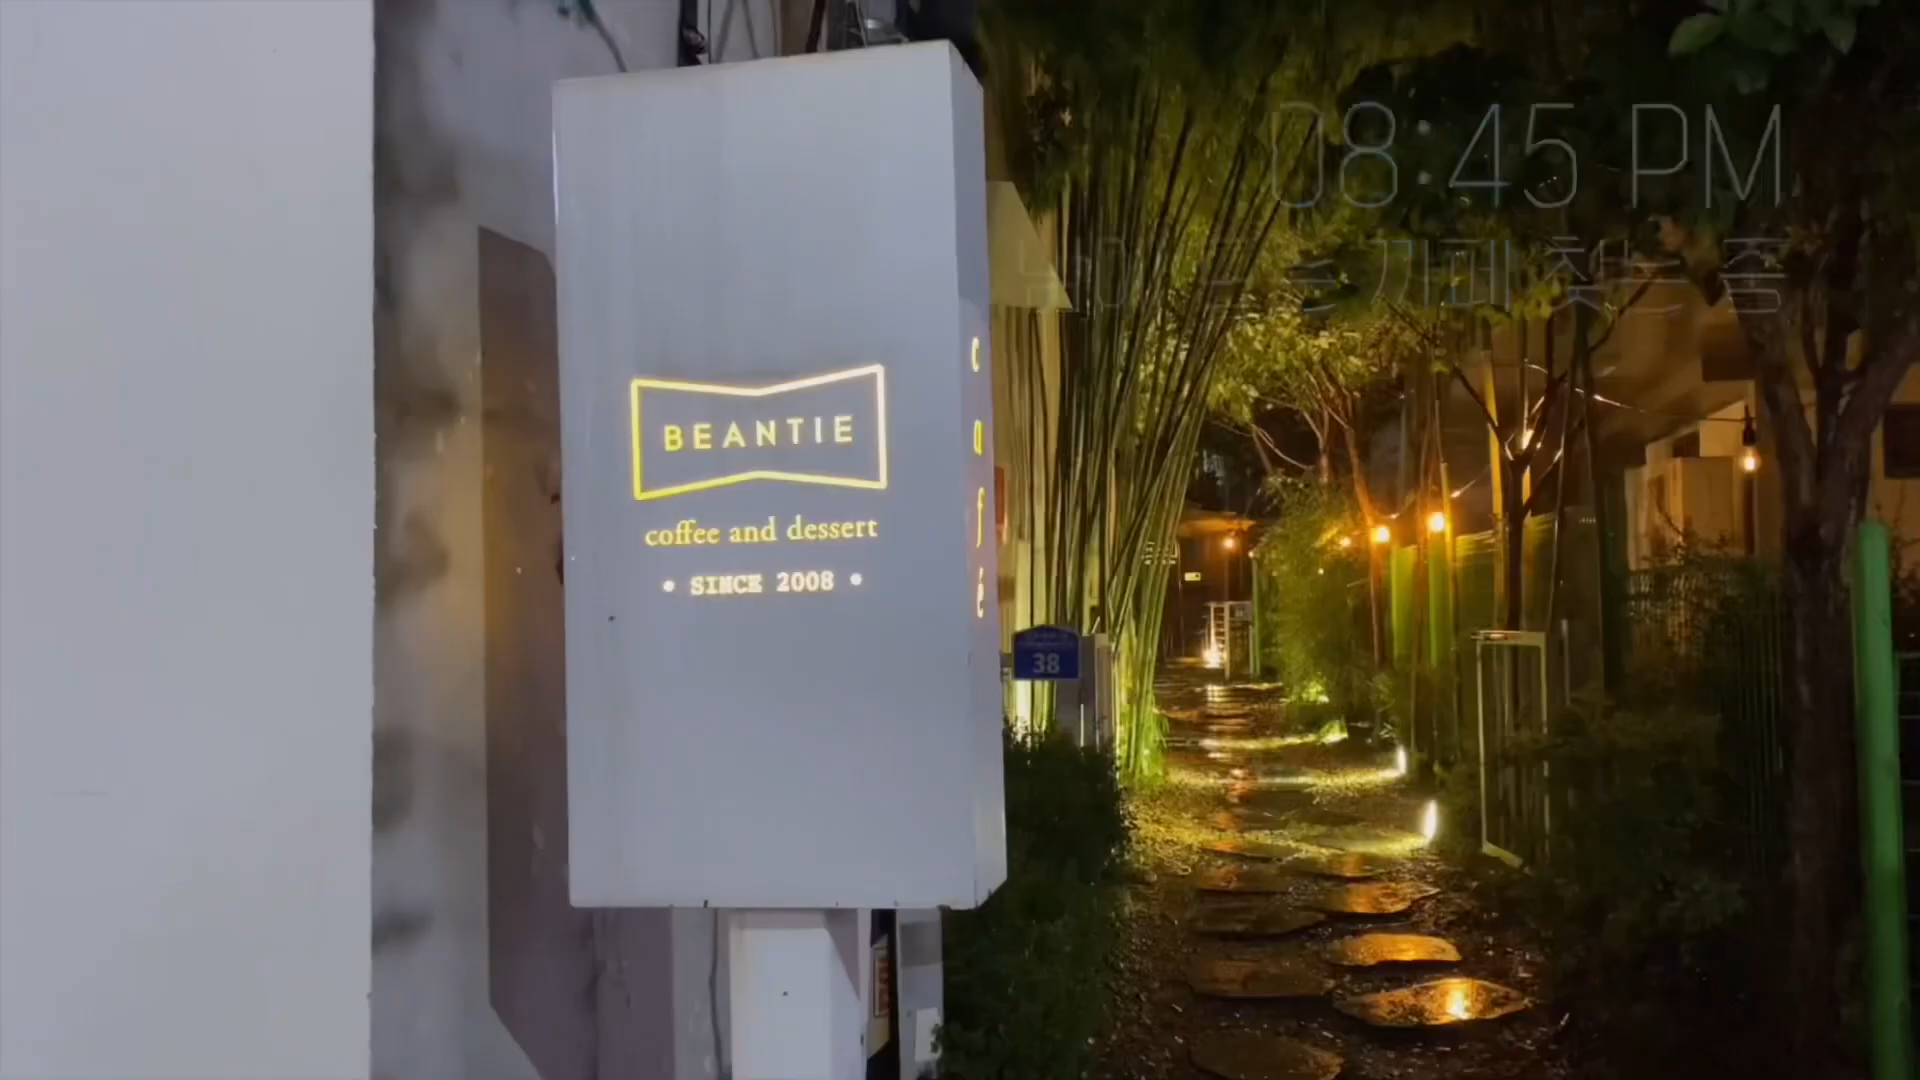 BEANTIE
coffee and dessert
• SINCE 2008 •
café
38
08:45 PM
카페 찾는 중